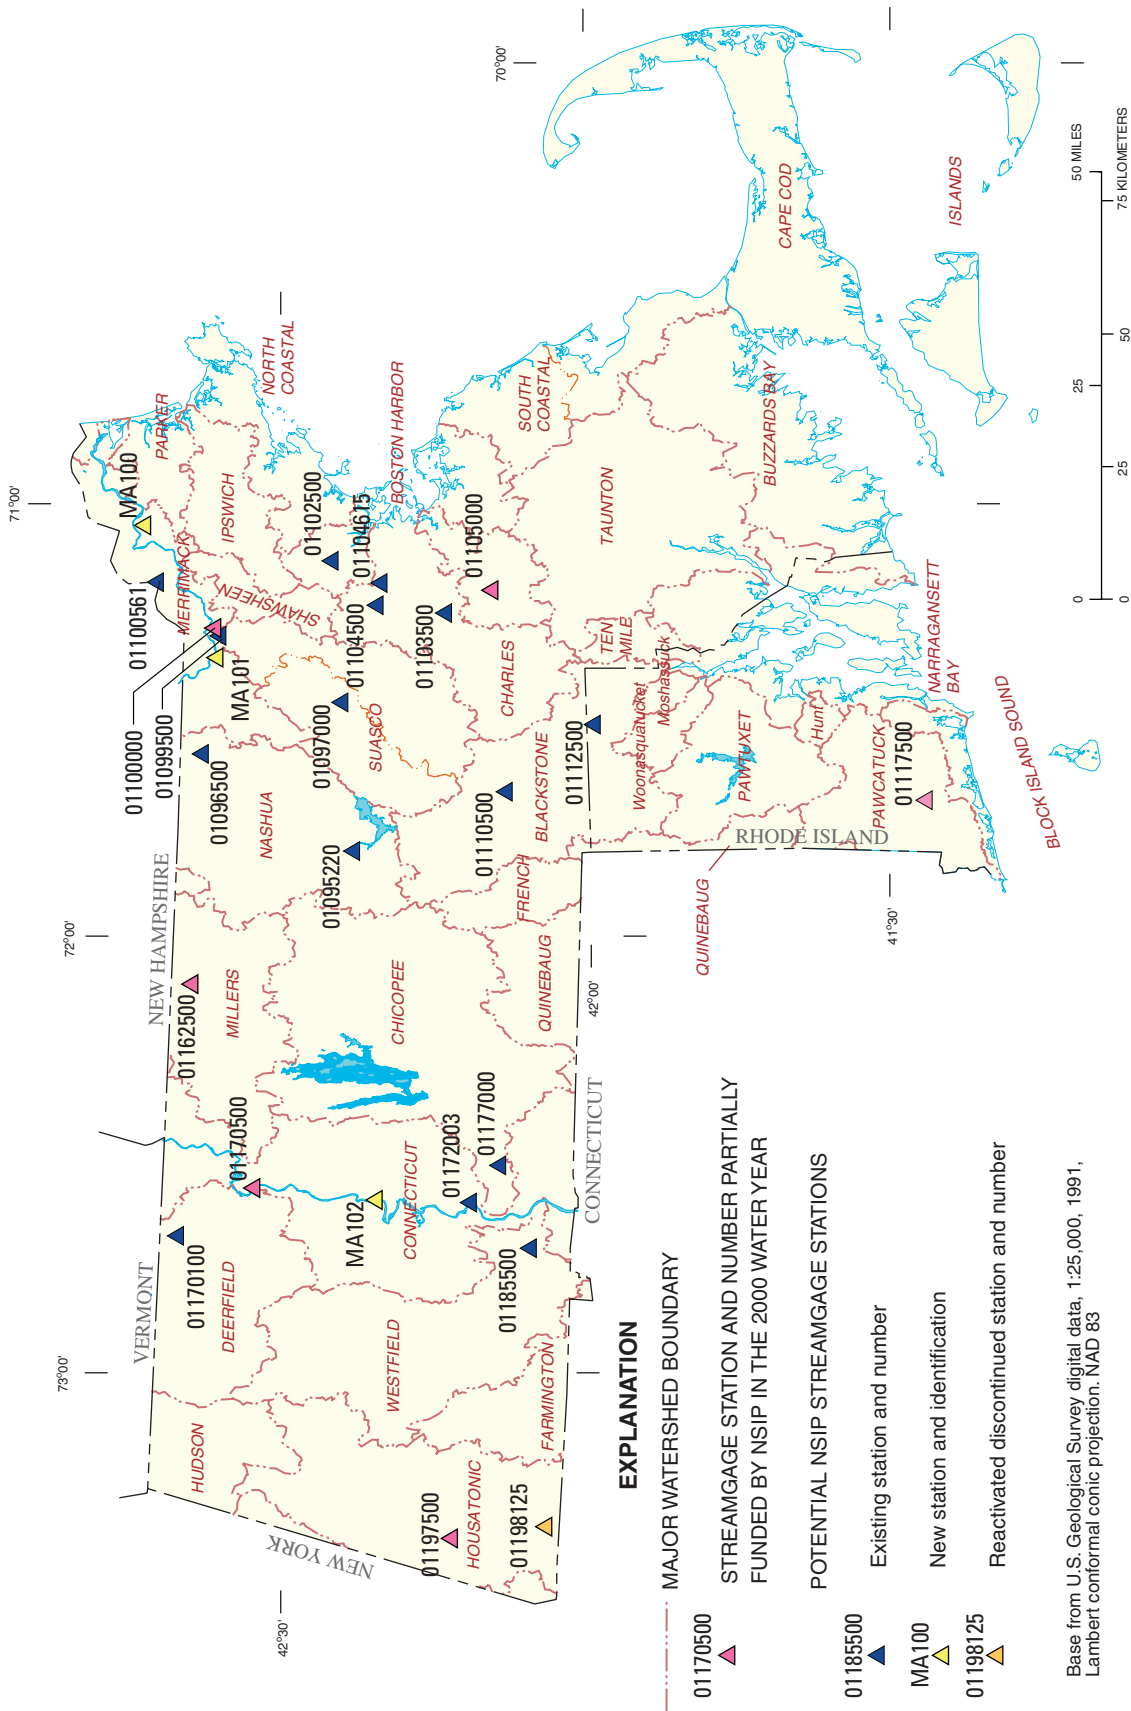 73°00'
72°00'
71°00'
70°00'
42°30'
42°00'
41°30'
VERMONT
NEW HAMPSHIRE
NEW YORK
CONNECTICUT
RHODE ISLAND
HUDSON
DEERFIELD
MILLERS
NASHUA
MERRIMACK
PARKER
IPSWICH
SHAWSHEEN
NORTH
COASTAL
SUASCO
BOSTON HARBOR
CHARLES
SOUTH
COASTAL
HOUSATONIC
WESTFIELD
FARMINGTON
CONNECTICUT
CHICOPEE
QUINEBAUG
FRENCH
BLACKSTONE
TEN
MILE
TAUNTON
BUZZARDS BAY
CAPE COD
ISLANDS
Woonasquatucket
Moshassuck
PAWTUXET
Hunt
PAWCATUCK
NARRAGANSETT
BAY
QUINEBAUG
BLOCK ISLAND SOUND
01197500
01198125
01170100
01170500
MA102
01185500
01172003
01177000
01162500
01095220
01096500
01097000
01110500
01112500
01117500
MA101
01099500
01100000
01100561
MA100
01102500
01104615
01104500
01103500
01105000
EXPLANATION
MAJOR WATERSHED BOUNDARY
01170500
STREAMGAGE STATION AND NUMBER PARTIALLY
FUNDED BY NSIP IN THE 2000 WATER YEAR
POTENTIAL NSIP STREAMGAGE STATIONS
01185500
Existing station and number
MA100
New station and identification
01198125
Reactivated discontinued station and number
Base from U.S. Geological Survey digital data, 1:25,000, 1991,
Lambert conformal conic projection. NAD 83
0 25 50 MILES
0 25 50 75 KILOMETERS